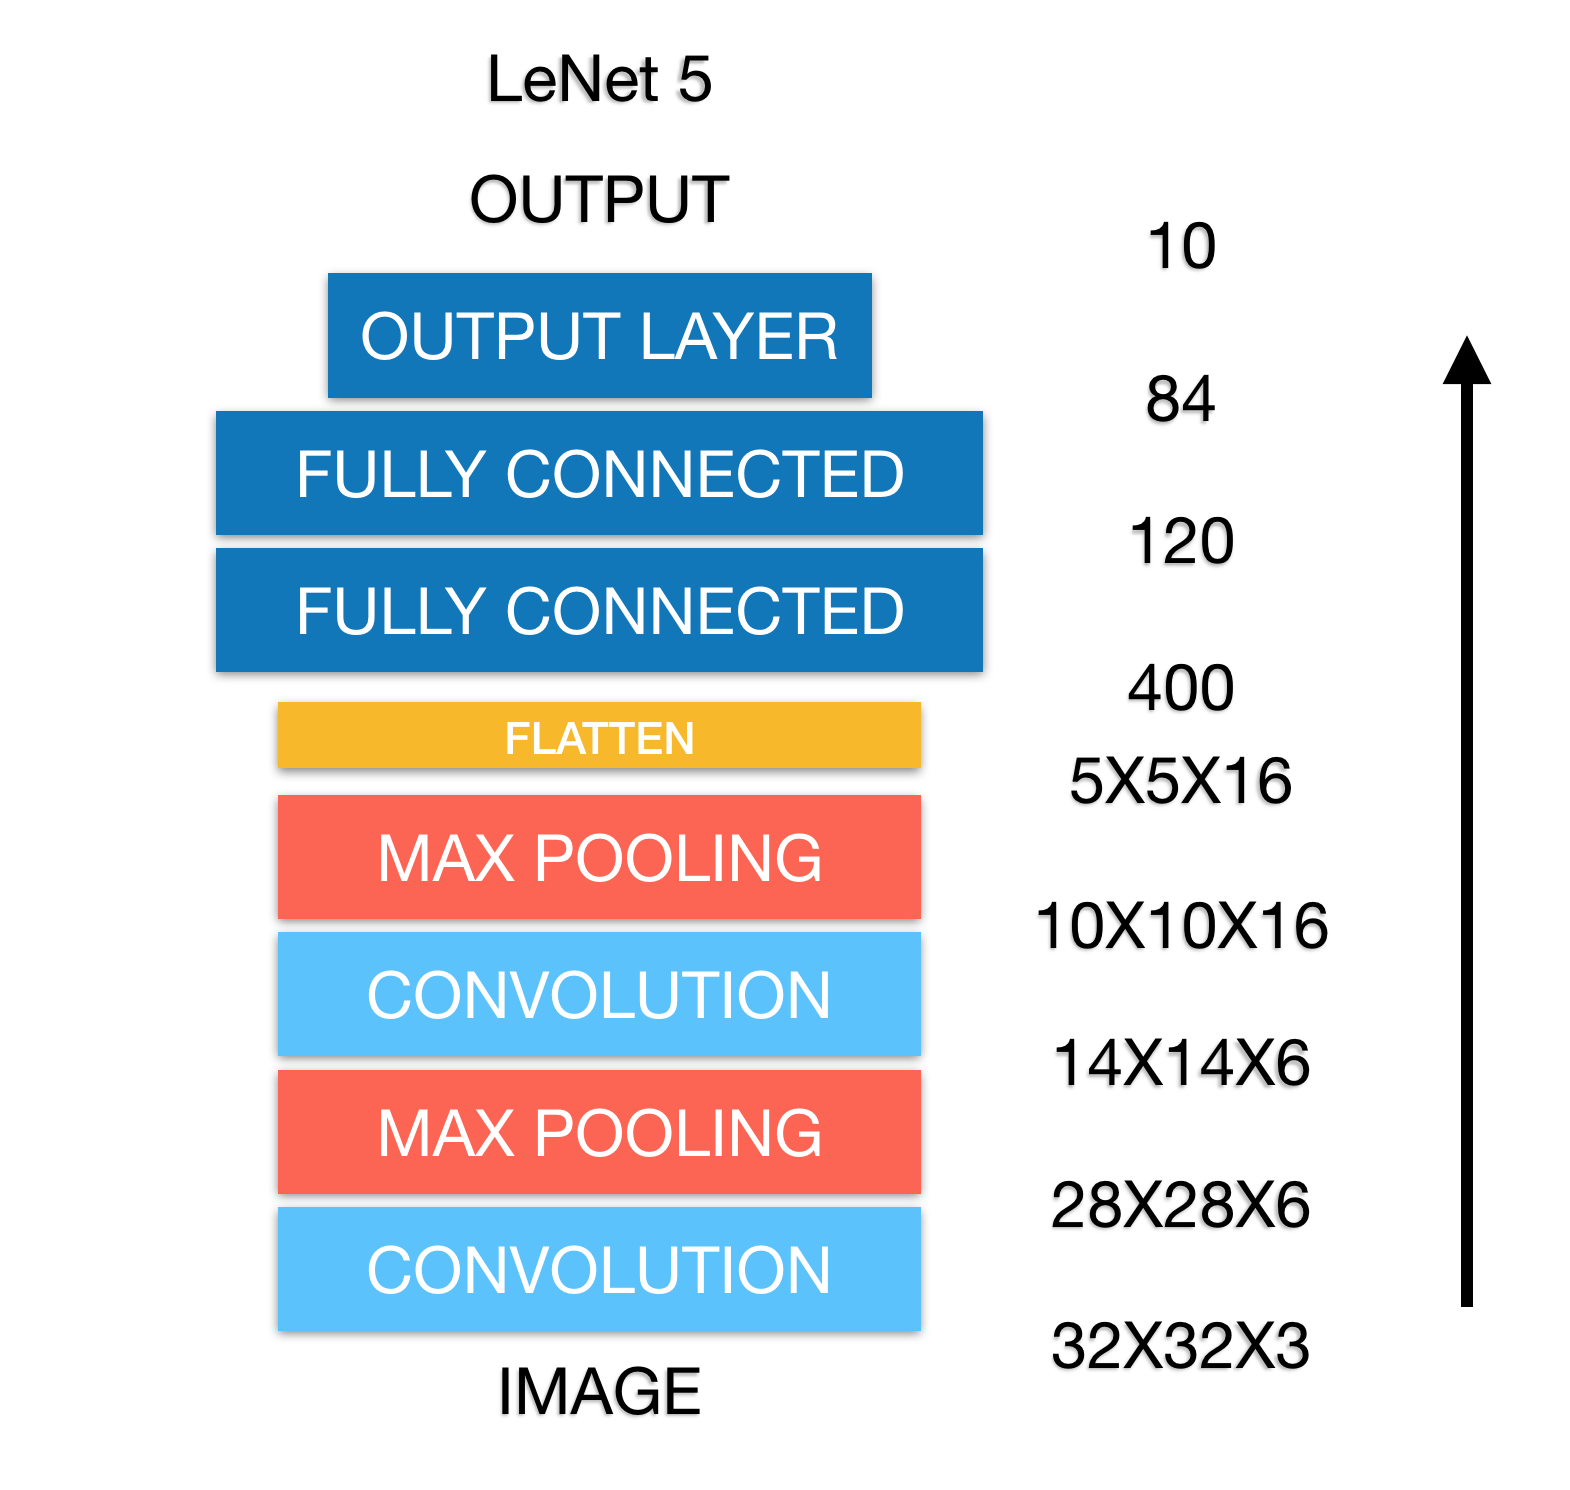 LeNet 5
OUTPUT
10
OUTPUT LAYER
84
FULLY CONNECTED
120
FULLY CONNECTED
400
FLATTEN
5X5X16
MAX POOLING
10X10X16
CONVOLUTION
14X14X6
MAX POOLING
28X28X6
CONVOLUTION
32X32X3
IMAGE